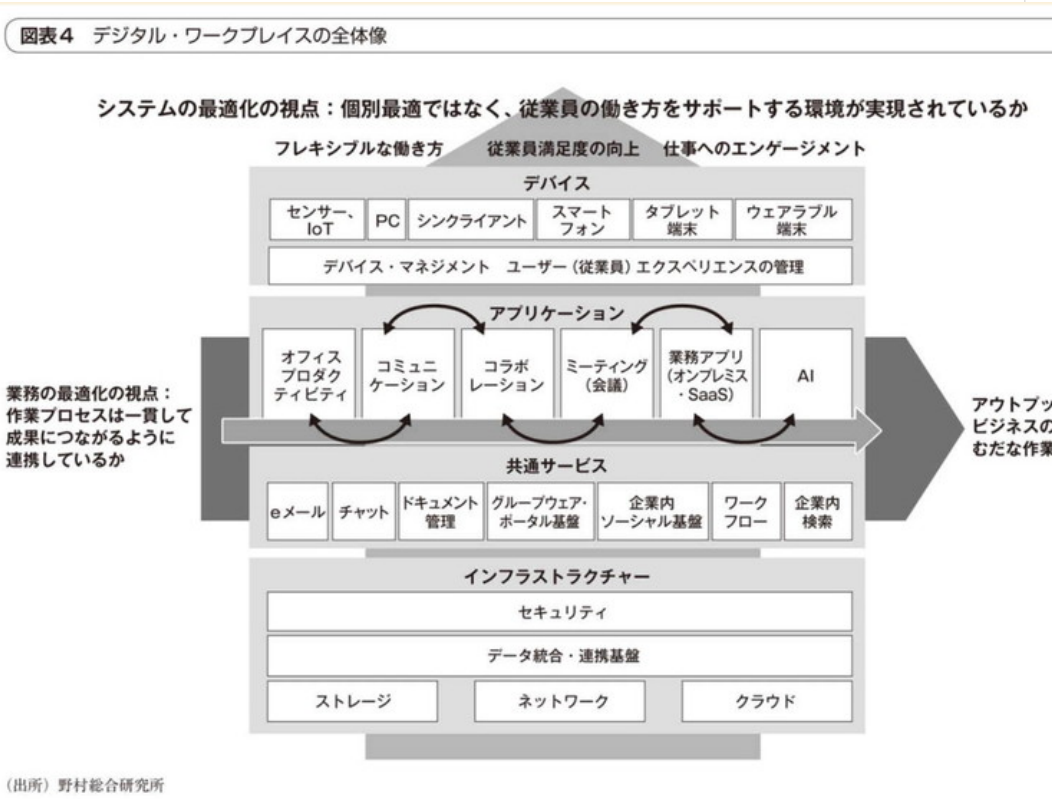 図表4 デジタル・ワークプレイスの全体像
システムの最適化の視点：個別最適ではなく、従業員の働き方をサポートする環境が実現されているか
フレキシブルな働き方 従業員満足度の向上 仕事へのエンゲージメント
デバイス
センサー、
IoT
PC
シンクライアント
スマート
フォン
タブレット
端末
ウェアラブル
端末
デバイス・マネジメント ユーザー（従業員）エクスペリエンスの管理
業務の最適化の視点：
作業プロセスは一貫して
成果につながるように
連携しているか
アプリケーション
オフィス
プロダク
ティビティ
コミュニ
ケーション
コラボ
レーション
ミーティング
（会議）
業務アプリ
（オンプレミス
・SaaS）
AI
アウトプッ
ビジネスの
むだな作業
共通サービス
eメール
チャット
ドキュメント
管理
グループウェア・
ポータル基盤
企業内
ソーシャル基盤
ワーク
フロー
企業内
検索
インフラストラクチャー
セキュリティ
データ統合・連携基盤
ストレージ
ネットワーク
クラウド
（出所）野村総合研究所